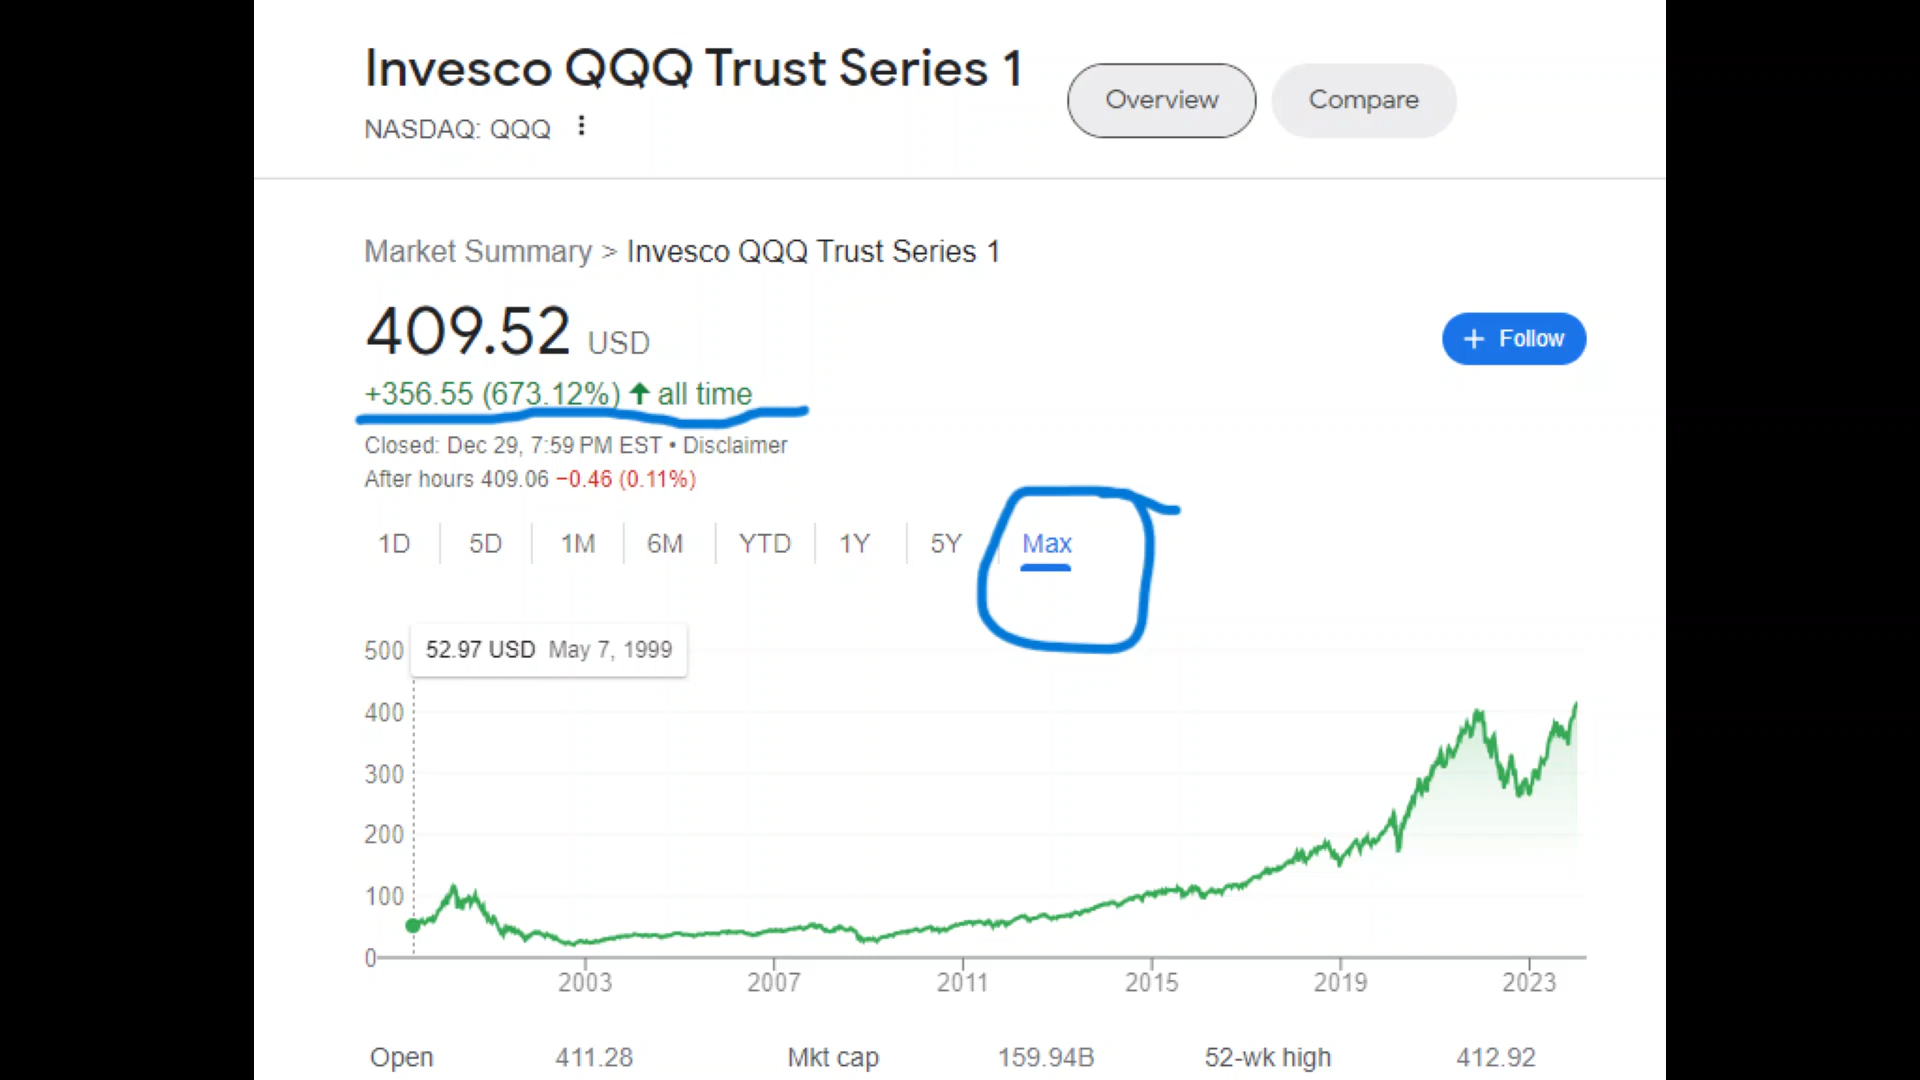 Invesco QQQ Trust Series 1
NASDAQ: QQQ
Overview
Compare
Market Summary > Invesco QQQ Trust Series 1
409.52 USD
+ Follow
+356.55 (673.12%) ↑ all time
Closed: Dec 29, 7:59 PM EST • Disclaimer
After hours 409.06 −0.46 (0.11%)
1D 5D 1M 6M YTD 1Y 5Y Max
500
52.97 USD May 7, 1999
400
300
200
100
0
2003 2007 2011 2015 2019 2023
Open 411.28 Mkt cap 159.94B 52-wk high 412.92